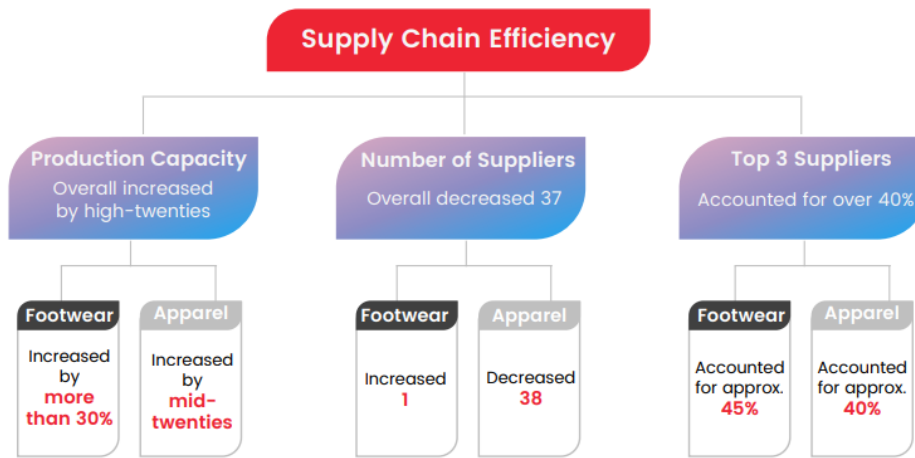 Supply Chain Efficiency
Production Capacity
Overall increased
by high-twenties
Number of Suppliers
Overall decreased 37
Top 3 Suppliers
Accounted for over 40%
Footwear
Increased
by
more
than 30%
Apparel
Increased
by
mid-
twenties
Footwear
Increased
1
Apparel
Decreased
38
Footwear
Accounted
for approx.
45%
Apparel
Accounted
for approx.
40%